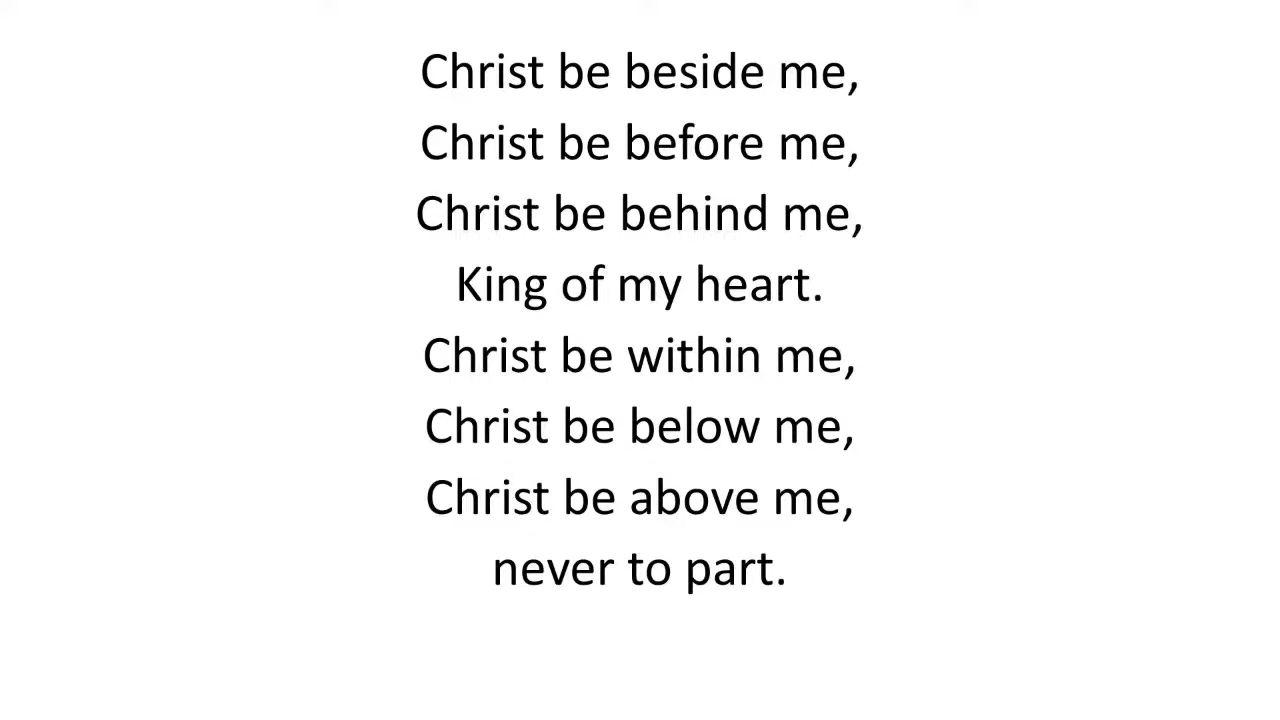 Christ be beside me,
Christ be before me,
Christ be behind me,
King of my heart.
Christ be within me,
Christ be below me,
Christ be above me,
never to part.